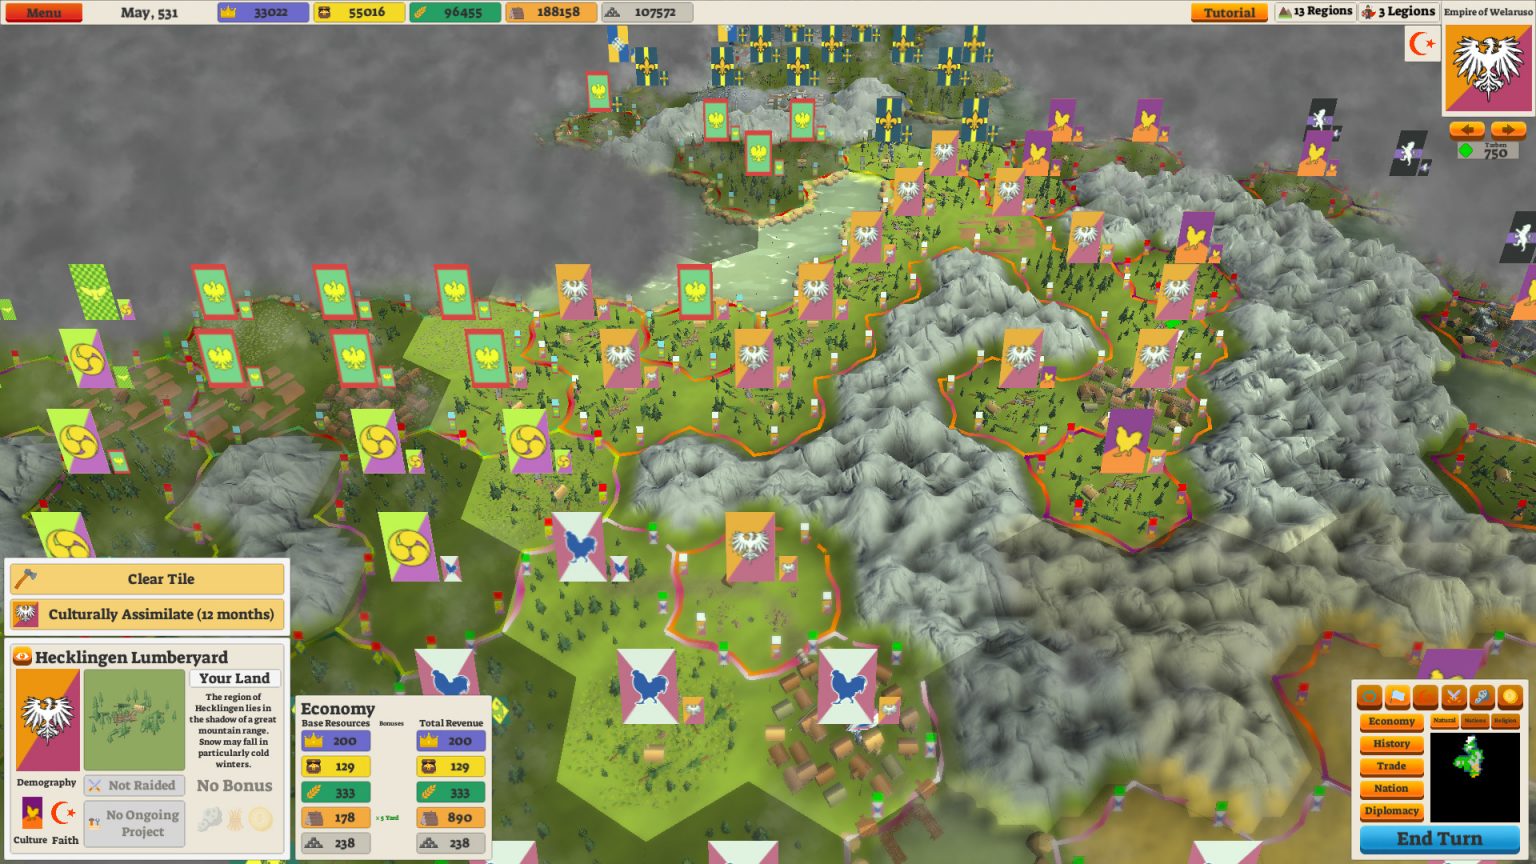 Menu
May, 531
33022
55016
96455
188158
107572
Tutorial
13 Regions
3 Legions
Empire of Welaruso
Turben
750
Clear Tile
Culturally Assimilate (12 months)
Hecklingen Lumberyard
Your Land
The region of
Hecklingen lies in
the shadow of a great
mountain range.
Snow may fall in
particularly cold
winters.
Demography
Not Raided
No Bonus
No Ongoing
Project
Culture Faith
Economy
Base Resources Bonuses Total Revenue
200 200
129 129
333 333
178 x 5 Yard 890
238 238
Economy
Natural Nations Religion
History
Trade
Nation
Diplomacy
End Turn